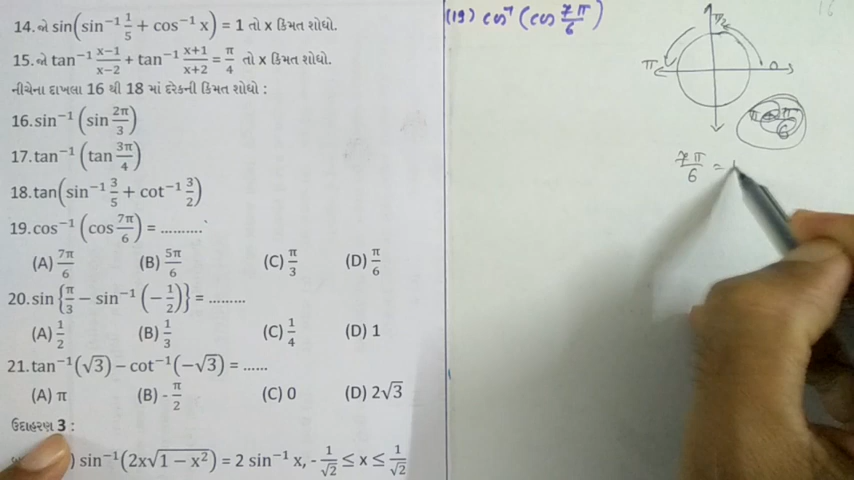 14. જો sin(sin⁻¹ 1/5 + cos⁻¹ x) = 1 તો x કિમત શોધો.
15. જો tan⁻¹ x−1/x−2 + tan⁻¹ x+1/x+2 = π/4 તો x કિમત શોધો.
નીચેના દાખલા 16 થી 18 માં દરેકની કિમત શોધો :
16. sin⁻¹ (sin 2π/3)
17. tan⁻¹ (tan 3π/4)
18. tan(sin⁻¹ 3/5 + cot⁻¹ 3/2)
19. cos⁻¹ (cos 7π/6) = ..........
(A) 7π/6 (B) 5π/6 (C) π/3 (D) π/6
20. sin {π/3 − sin⁻¹ (−1/2)} = .........
(A) 1/2 (B) 1/3 (C) 1/4 (D) 1
21. tan⁻¹(√3) − cot⁻¹(−√3) = ......
(A) π (B) -π/2 (C) 0 (D) 2√3
ઉદાહરણ 3 :
) sin⁻¹(2x√1 − x²) = 2 sin⁻¹ x, -1/√2 ≤ x ≤ 1/√2
(19) cos⁻¹ (cos 7π/6)
π/2
π 0
7π/6 =